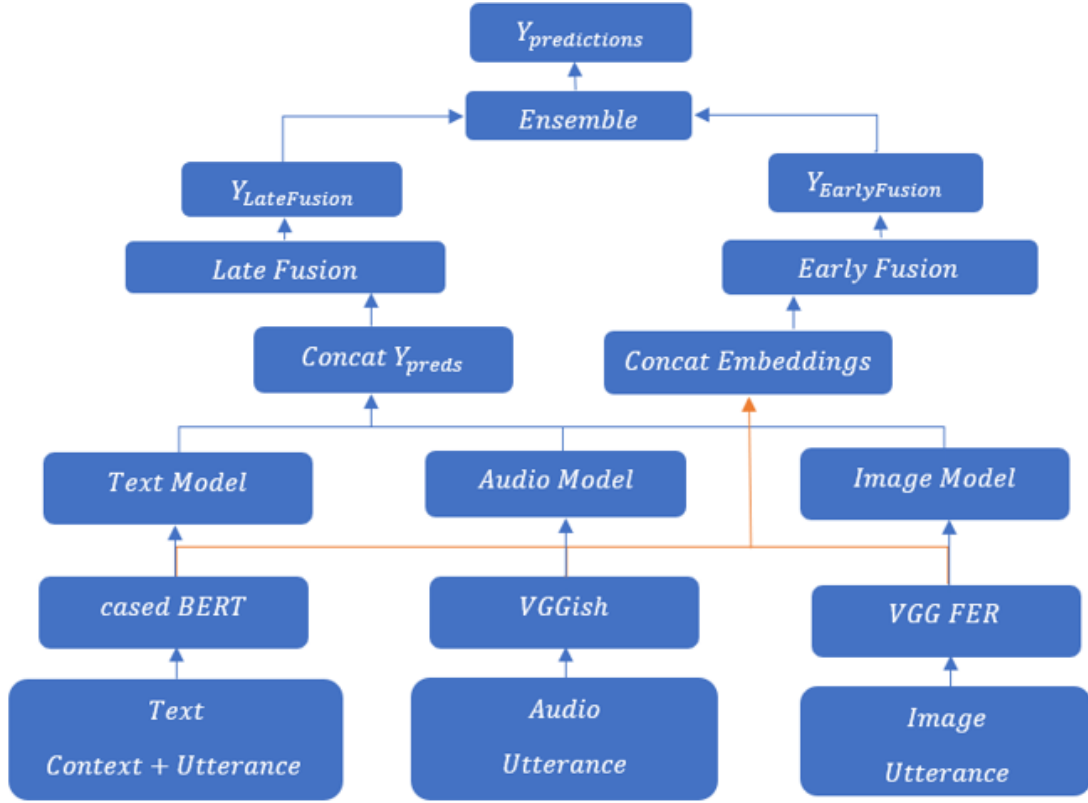 Y_predictions
Ensemble
Y_LateFusion
Y_EarlyFusion
Late Fusion
Early Fusion
Concat Y_preds
Concat Embeddings
Text Model
Audio Model
Image Model
cased BERT
VGGish
VGG FER
Text
Context + Utterance
Audio
Utterance
Image
Utterance